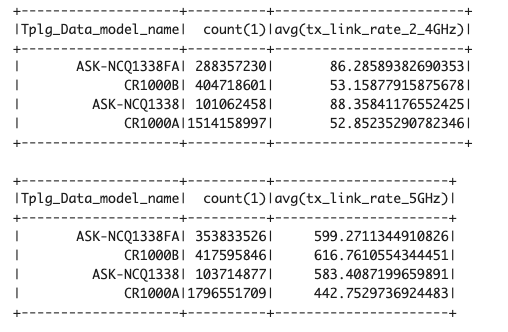 +-------------------+----------+-----------------------+
|Tplg_Data_model_name|  count(1)|avg(tx_link_rate_2_4GHz)|
+-------------------+----------+-----------------------+
|       ASK-NCQ1338FA| 288357230|       86.28589382690353|
|             CR1000B| 404718601|       53.15877915875678|
|         ASK-NCQ1338| 101062458|       88.35841176552425|
|             CR1000A|1514158997|       52.85235290782346|
+-------------------+----------+-----------------------+
+-------------------+----------+---------------------+
|Tplg_Data_model_name|  count(1)|avg(tx_link_rate_5GHz)|
+-------------------+----------+---------------------+
|       ASK-NCQ1338FA| 353833526|     599.2711344910826|
|             CR1000B| 417595846|     616.7610554344451|
|         ASK-NCQ1338| 103714877|     583.4087199659891|
|             CR1000A|1796551709|     442.7529736924483|
+-------------------+----------+---------------------+